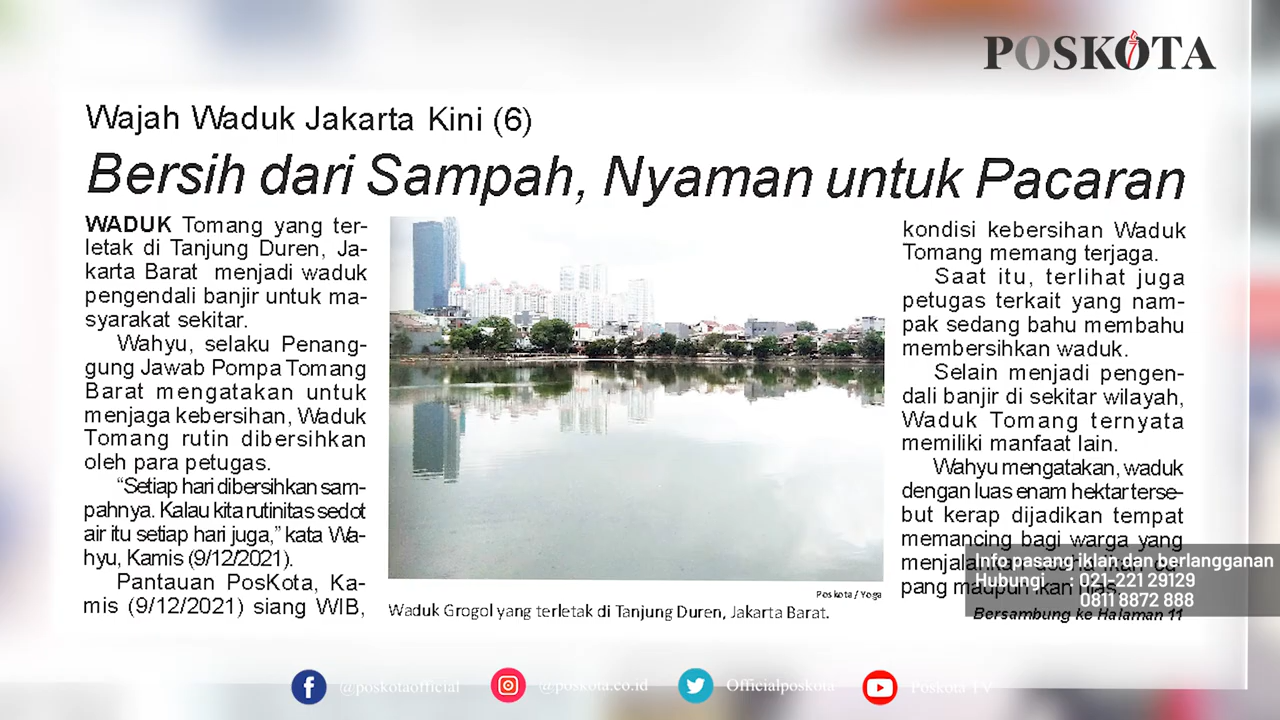 POSKOTA
Wajah Waduk Jakarta Kini (6)
Bersih dari Sampah, Nyaman untuk Pacaran
WADUK Tomang yang ter-
letak di Tanjung Duren, Ja-
karta Barat menjadi waduk
pengendali banjir untuk ma-
syarakat sekitar.
Wahyu, selaku Penang-
gung Jawab Pompa Tomang
Barat mengatakan untuk
menjaga kebersihan, Waduk
Tomang rutin dibersihkan
oleh para petugas.
“Setiap hari dibersihkan sam-
pahnya. Kalau kita rutinitas sedot
air itu setiap hari juga,” kata Wa-
hyu, Kamis (9/12/2021).
Pantauan PosKota, Ka-
mis (9/12/2021) siang WIB,
Poskota / Yoga
Waduk Grogol yang terletak di Tanjung Duren, Jakarta Barat.
kondisi kebersihan Waduk
Tomang memang terjaga.
Saat itu, terlihat juga
petugas terkait yang nam-
pak sedang bahu membahu
membersihkan waduk.
Selain menjadi pengen-
dali banjir di sekitar wilayah,
Waduk Tomang ternyata
memiliki manfaat lain.
Wahyu mengatakan, waduk
dengan luas enam hektar terse-
but kerap dijadikan tempat
memancing bagi warga yang
pang maupun ikan hias.
Bersambung ke Halaman 11
Info pasang iklan dan berlangganan
Hubungi : 021-221 29129
0811 8872 888
@poskotaofficial
@poskota.co.id
Officialposkota
Poskota TV